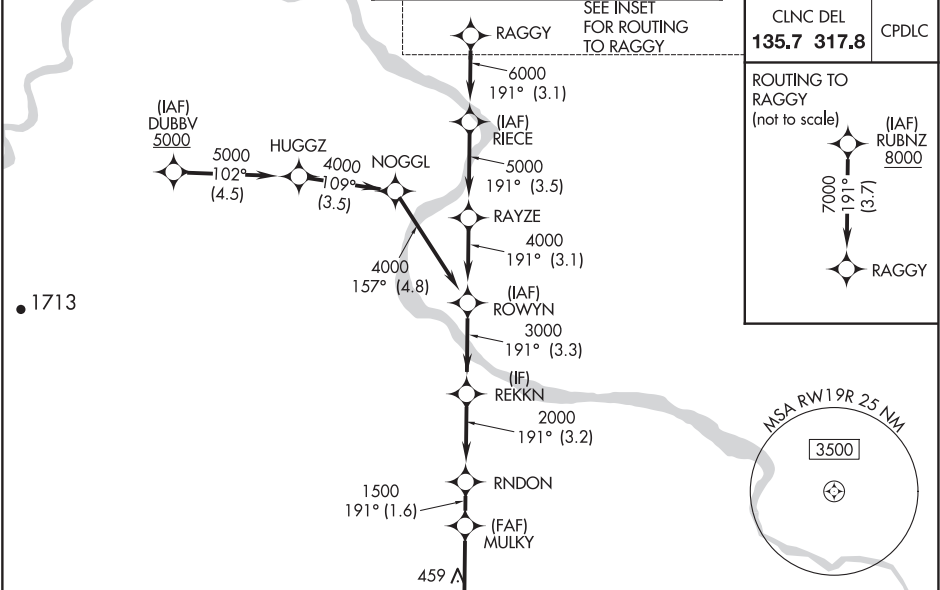 SEE INSET
FOR ROUTING
TO RAGGY
RAGGY
6000
191° (3.1)
(IAF)
RIECE
5000
191° (3.5)
RAYZE
4000
191° (3.1)
(IAF)
DUBBV
5000
5000
102°
(4.5)
HUGGZ
4000
109°
(3.5)
NOGGL
4000
157° (4.8)
(IAF)
ROWYN
3000
191° (3.3)
(IF)
REKKN
2000
191° (3.2)
RNDON
1500
191° (1.6)
(FAF)
MULKY
459
1713
CLNC DEL
135.7 317.8
CPDLC
ROUTING TO
RAGGY
(not to scale)
(IAF)
RUBNZ
8000
7000
191°
(3.7)
RAGGY
MSA RW19R 25 NM
3500